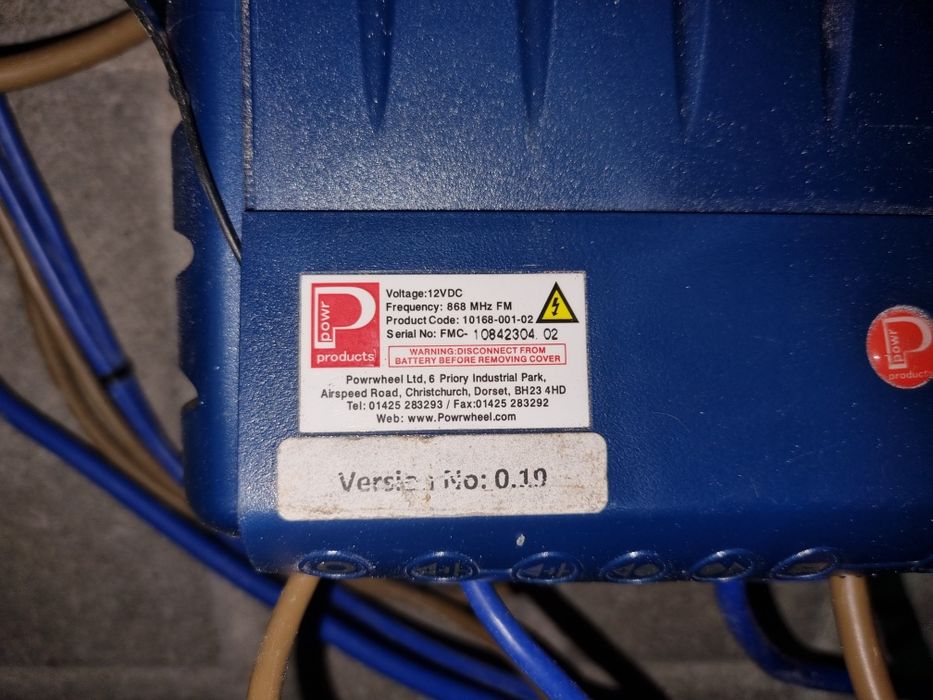 powr
products
Voltage:12VDC
Frequency: 868 MHz FM
Product Code: 10168-001-02
Serial No: FMC- 10842304 02
WARNING:DISCONNECT FROM
BATTERY BEFORE REMOVING COVER
Powrwheel Ltd, 6 Priory Industrial Park,
Airspeed Road, Christchurch, Dorset, BH23 4HD
Tel: 01425 283293 / Fax:01425 283292
Web: www.Powrwheel.com
Version No: 0.19
powr
products